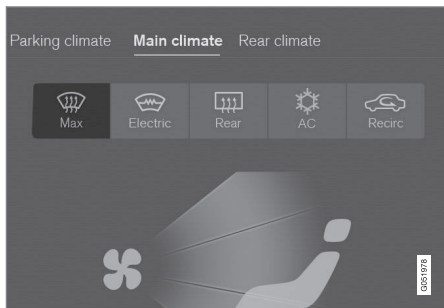 Parking climate Main climate Rear climate
Max Electric Rear AC Recirc
G051978